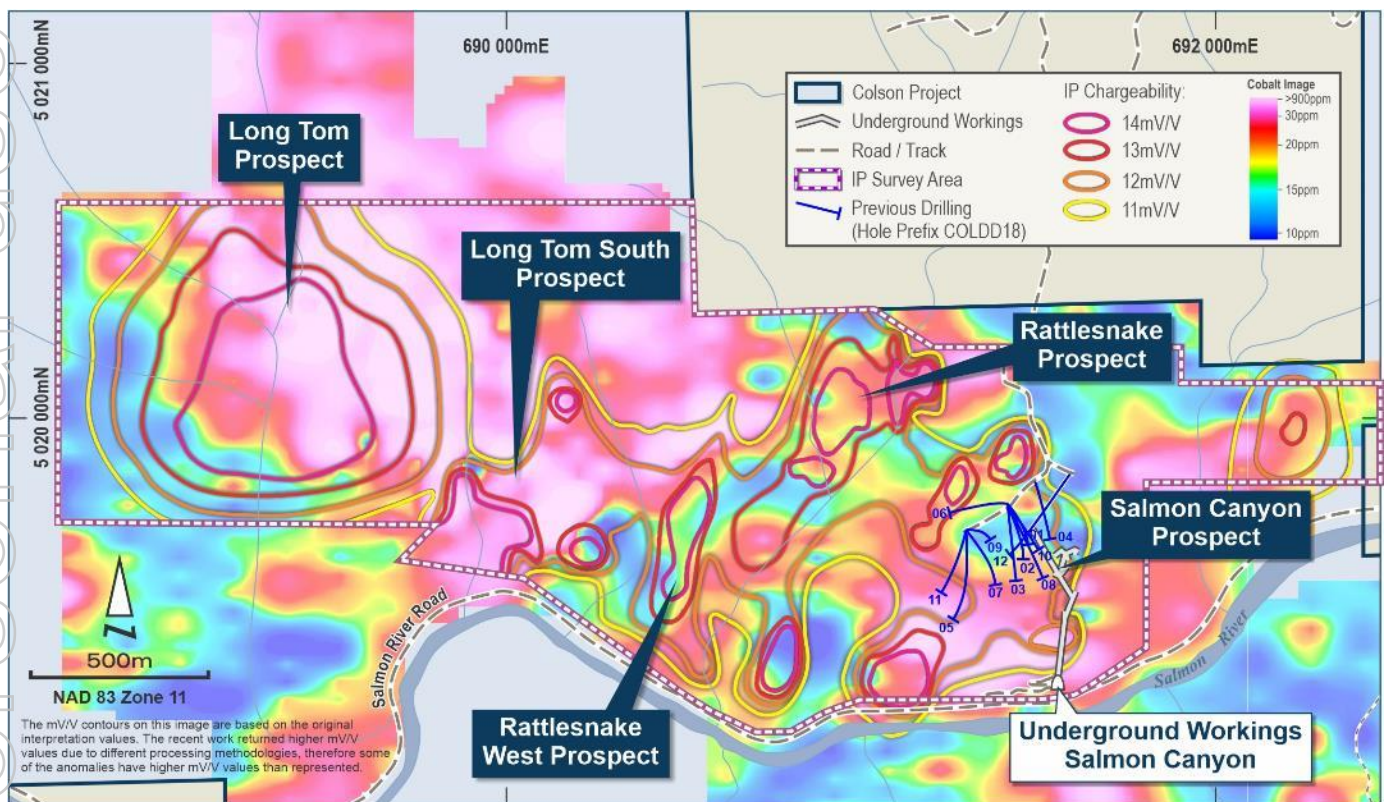 690 000mE
692 000mE
5 021 000mN
5 020 000mN
Long Tom
Prospect
Long Tom South
Prospect
Rattlesnake
Prospect
Salmon Canyon
Prospect
Rattlesnake
West Prospect
Underground Workings
Salmon Canyon
Colson Project
Underground Workings
Road / Track
IP Survey Area
Previous Drilling
(Hole Prefix COLDD18)
IP Chargeability:
14mV/V
13mV/V
12mV/V
11mV/V
Cobalt Image
>900ppm
30ppm
20ppm
15ppm
10ppm
06
09
12
01
04
10
02
11
05
07
03
08
Salmon River Road
Salmon River
N
500m
NAD 83 Zone 11
The mV/V contours on this image are based on the original
interpretation values. The recent work returned higher mV/V
values due to different processing methodologies, therefore some
of the anomalies have higher mV/V values than represented.